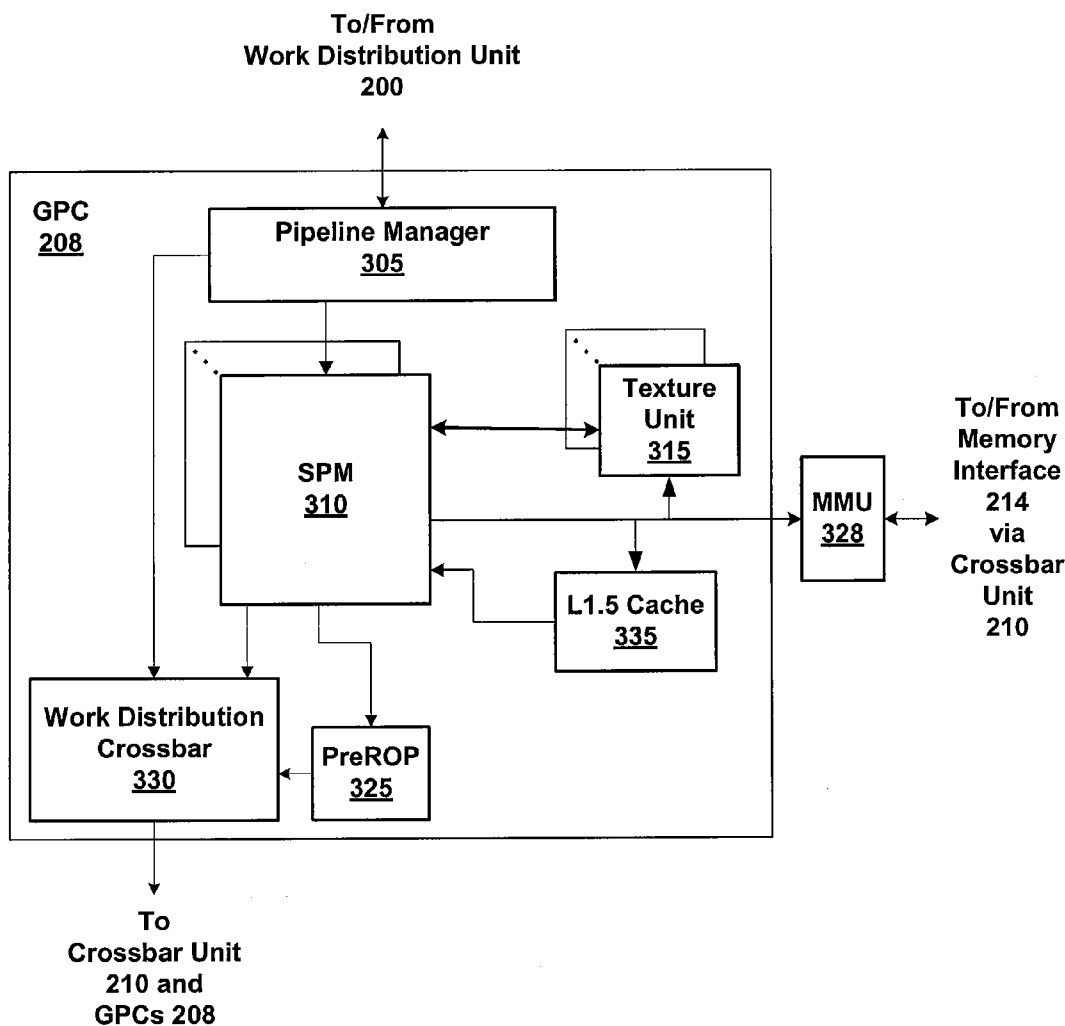 To/From
Work Distribution Unit
200
GPC
208
Pipeline Manager
305
Texture
Unit
315
SPM
310
To/From
Memory
Interface
214
via
Crossbar
Unit
210
MMU
328
L1.5 Cache
335
Work Distribution
Crossbar
330
PreROP
325
To
Crossbar Unit
210 and
GPCs 208